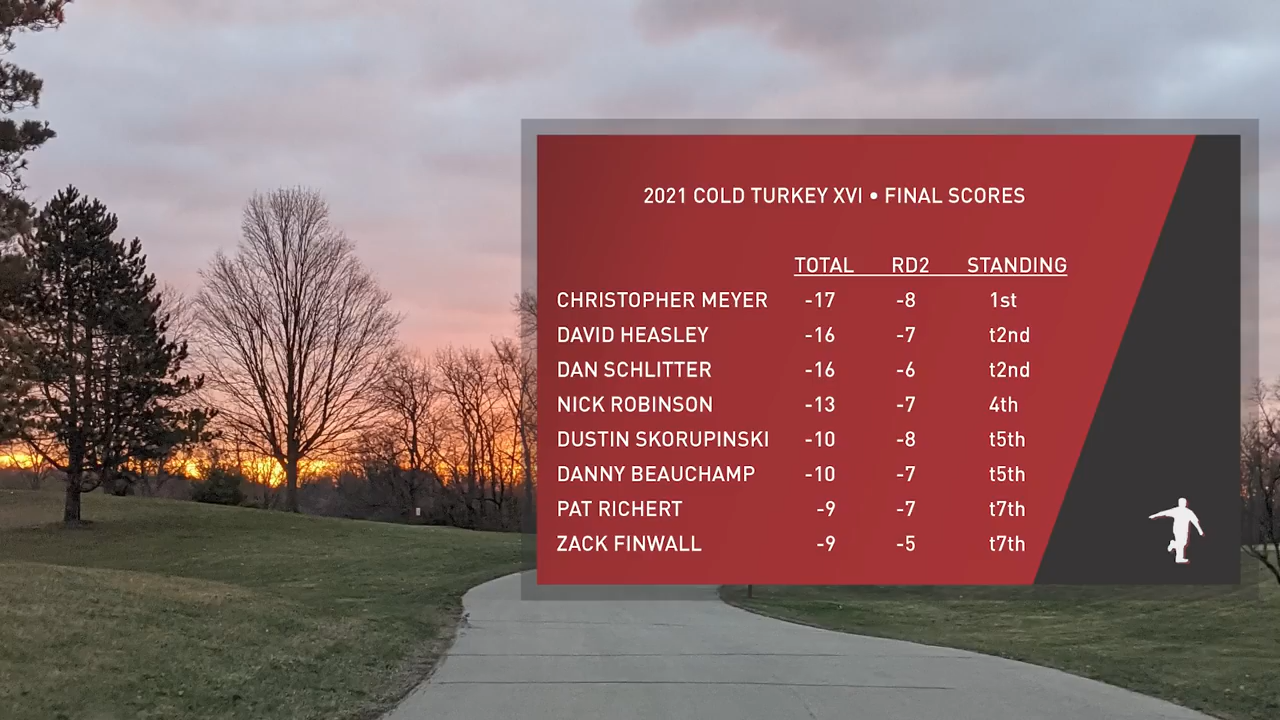 2021 COLD TURKEY XVI • FINAL SCORES
TOTAL RD2 STANDING
CHRISTOPHER MEYER -17 -8 1st
DAVID HEASLEY -16 -7 t2nd
DAN SCHLITTER -16 -6 t2nd
NICK ROBINSON -13 -7 4th
DUSTIN SKORUPINSKI -10 -8 t5th
DANNY BEAUCHAMP -10 -7 t5th
PAT RICHERT -9 -7 t7th
ZACK FINWALL -9 -5 t7th